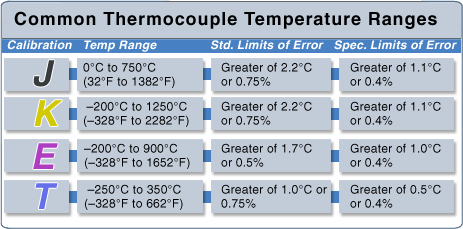 Common Thermocouple Temperature Ranges
Calibration Temp Range Std. Limits of Error Spec. Limits of Error
J 0°C to 750°C Greater of 2.2°C Greater of 1.1°C
(32°F to 1382°F) or 0.75% or 0.4%
K –200°C to 1250°C Greater of 2.2°C Greater of 1.1°C
(–328°F to 2282°F) or 0.75% or 0.4%
E –200°C to 900°C Greater of 1.7°C Greater of 1.0°C
(–328°F to 1652°F) or 0.5% or 0.4%
T –250°C to 350°C Greater of 1.0°C or Greater of 0.5°C
(–328°F to 662°F) 0.75% or 0.4%